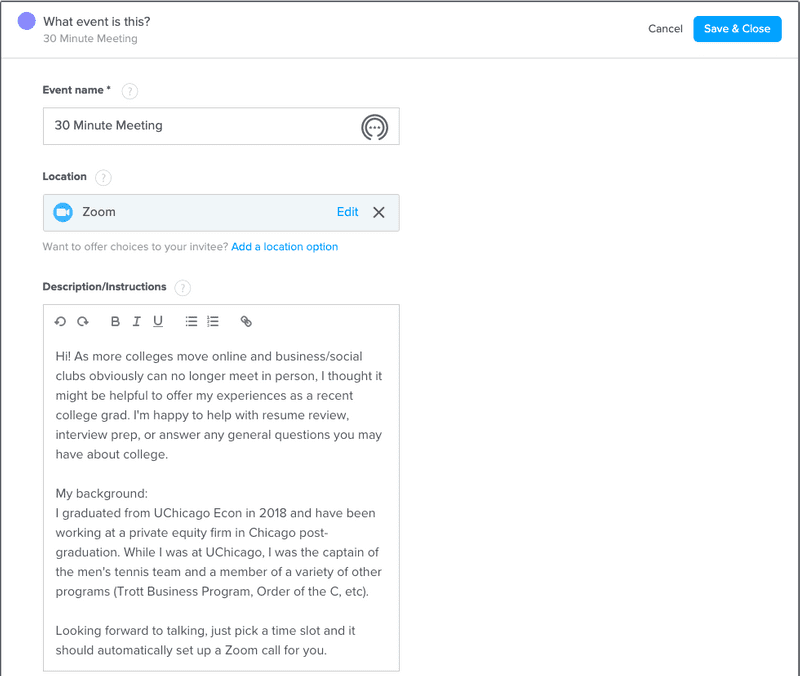 What event is this?
30 Minute Meeting
Cancel
Save & Close
Event name *
?
30 Minute Meeting
Location
?
Zoom
Edit
Want to offer choices to your invitee? Add a location option
Description/Instructions
?
B I U
Hi! As more colleges move online and business/social
clubs obviously can no longer meet in person, I thought it
might be helpful to offer my experiences as a recent
college grad. I'm happy to help with resume review,
interview prep, or answer any general questions you may
have about college.
My background:
I graduated from UChicago Econ in 2018 and have been
working at a private equity firm in Chicago post-
graduation. While I was at UChicago, I was the captain of
the men's tennis team and a member of a variety of other
programs (Trott Business Program, Order of the C, etc).
Looking forward to talking, just pick a time slot and it
should automatically set up a Zoom call for you.